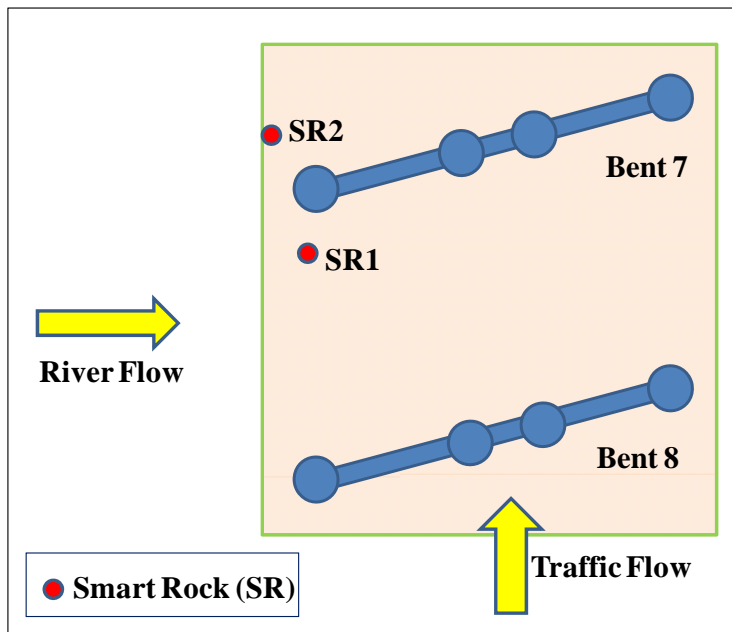 SR2
Bent 7
SR1
River Flow
Bent 8
Traffic Flow
Smart Rock (SR)